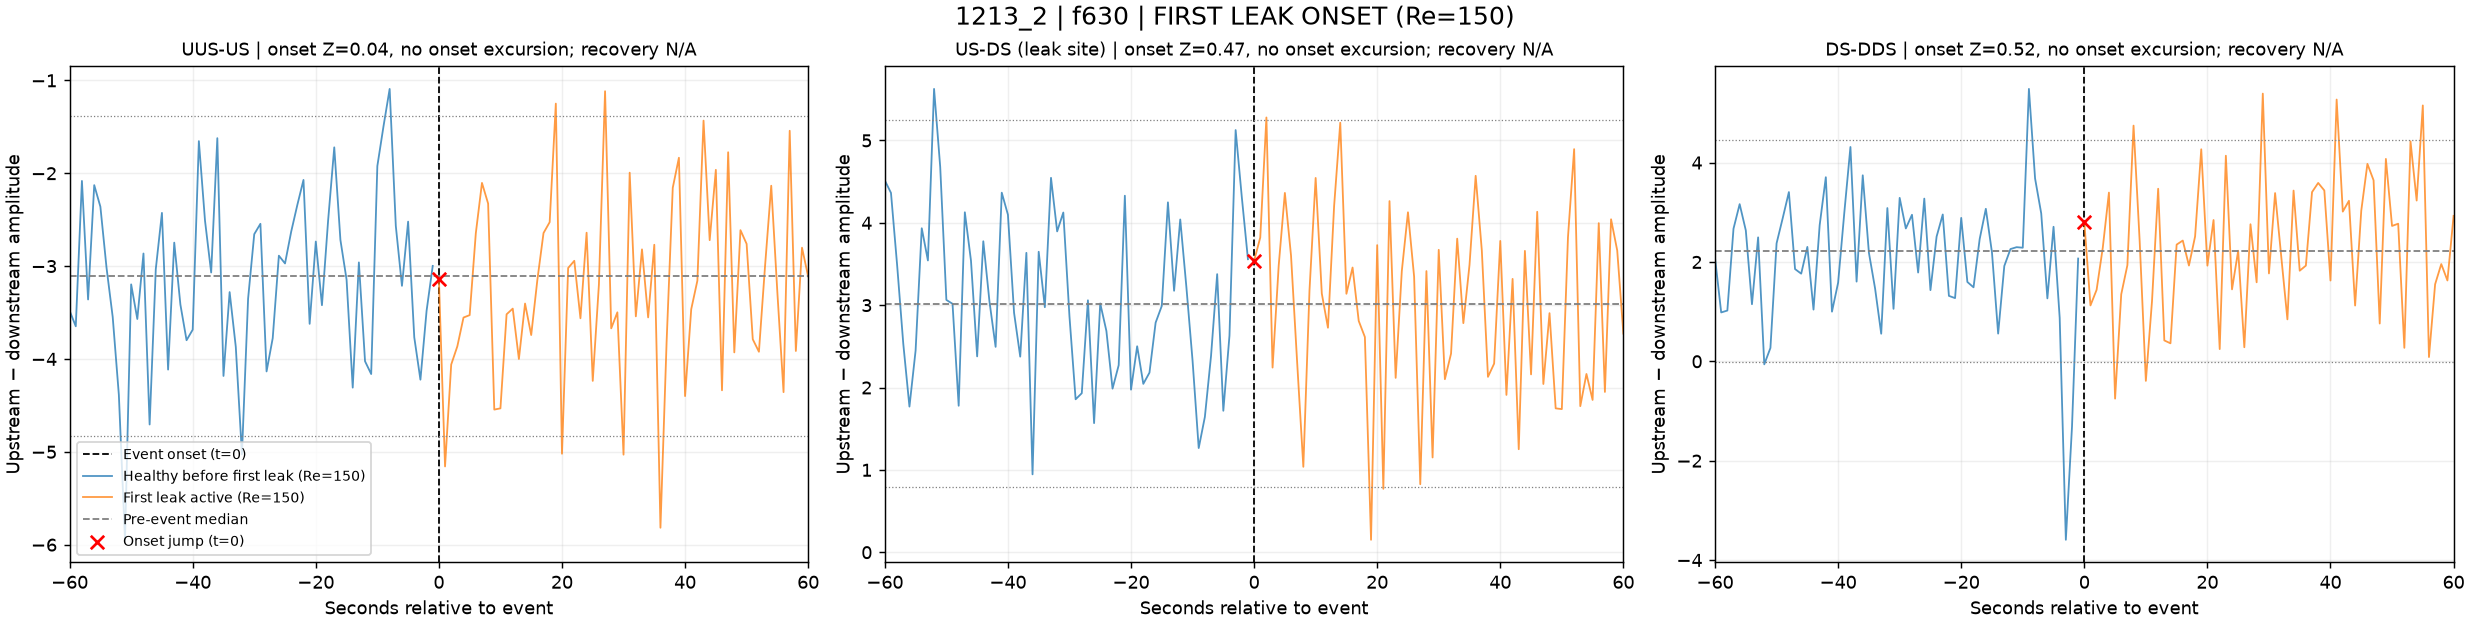 1213_2 | f630 | FIRST LEAK ONSET (Re=150)
UUS-US | onset Z=0.04, no onset excursion; recovery N/A
Upstream − downstream amplitude
−1
−2
−3
−4
−5
−6
Event onset (t=0)
Healthy before first leak (Re=150)
First leak active (Re=150)
Pre-event median
Onset jump (t=0)
−60 −40 −20 0 20 40 60
Seconds relative to event
US-DS (leak site) | onset Z=0.47, no onset excursion; recovery N/A
Upstream − downstream amplitude
5
4
3
2
1
0
−60 −40 −20 0 20 40 60
Seconds relative to event
DS-DDS | onset Z=0.52, no onset excursion; recovery N/A
Upstream − downstream amplitude
4
2
0
−2
−4
−60 −40 −20 0 20 40 60
Seconds relative to event